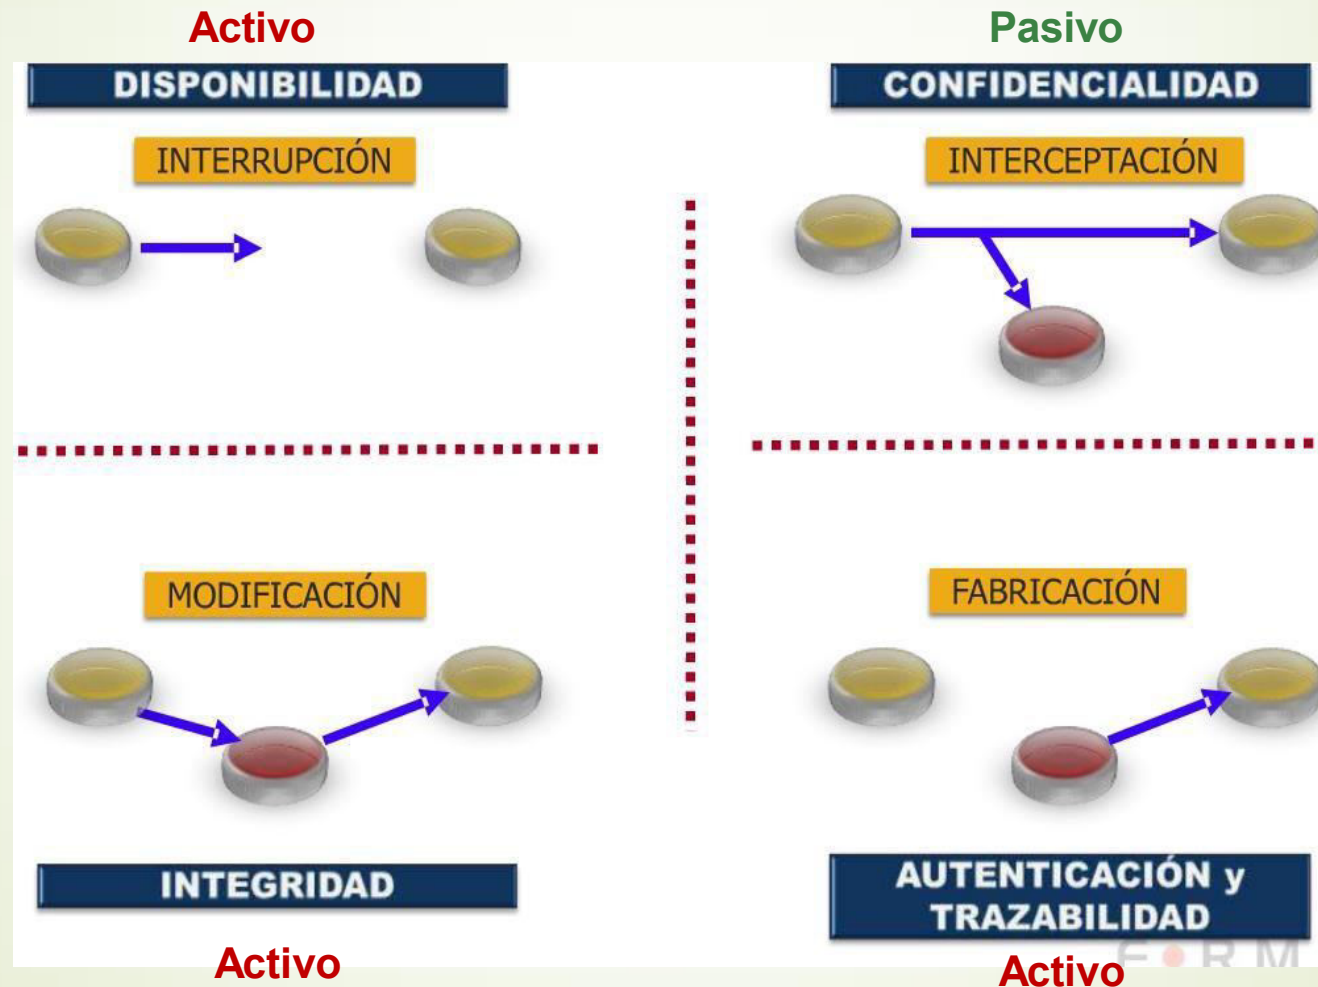 Activo
Pasivo
DISPONIBILIDAD
CONFIDENCIALIDAD
INTERRUPCIÓN
INTERCEPTACIÓN
MODIFICACIÓN
FABRICACIÓN
INTEGRIDAD
AUTENTICACIÓN y
TRAZABILIDAD
Activo
Activo